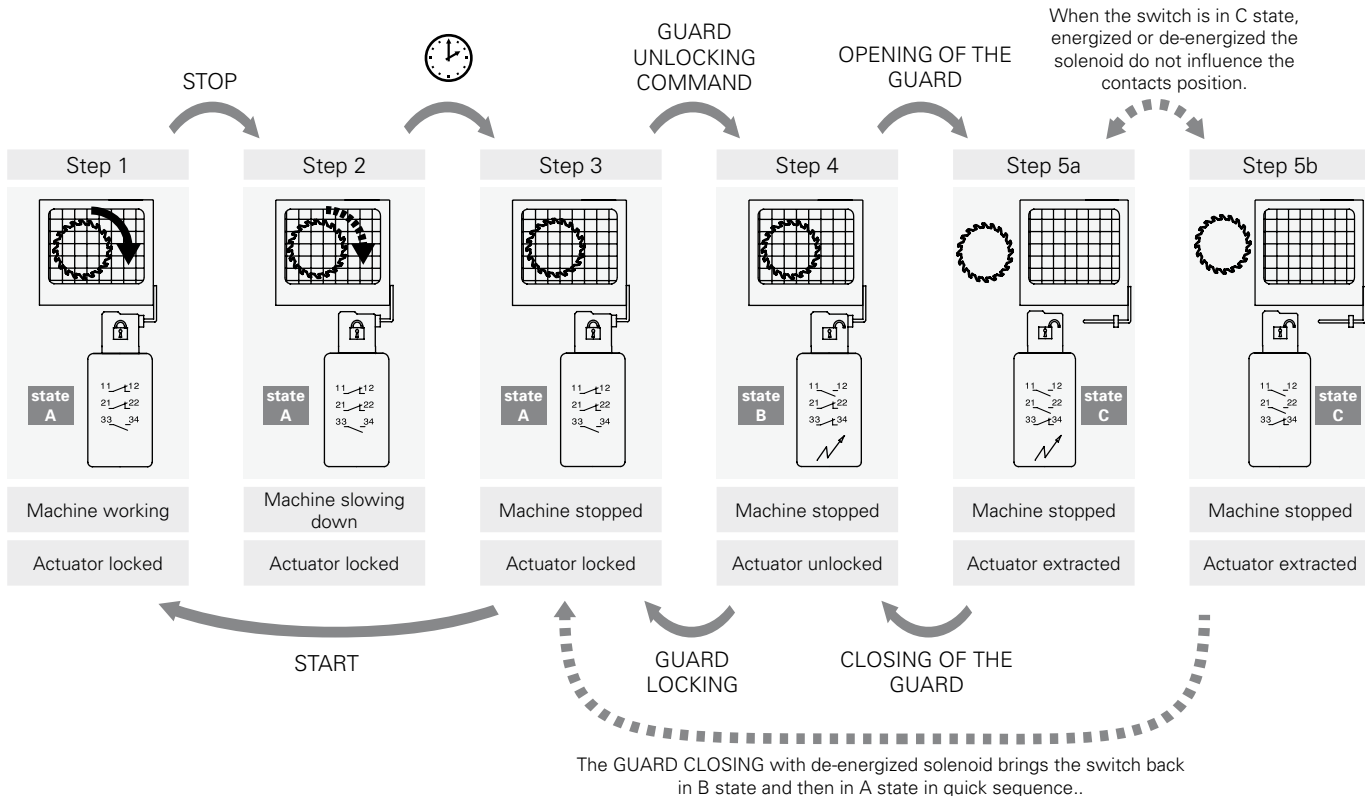 STOP
GUARD
UNLOCKING
COMMAND
OPENING OF THE
GUARD
When the switch is in C state,
energized or de-energized the
solenoid do not influence the
contacts position.
Step 1
Step 2
Step 3
Step 4
Step 5a
Step 5b
state
A
11 12
21 22
33 34
state
A
11 12
21 22
33 34
state
A
11 12
21 22
33 34
state
B
11 12
21 22
33 34
11 12
21 22
33 34
state
C
11 12
21 22
33 34
state
C
Machine working
Machine slowing
down
Machine stopped
Machine stopped
Machine stopped
Machine stopped
Actuator locked
Actuator locked
Actuator locked
Actuator unlocked
Actuator extracted
Actuator extracted
START
GUARD
LOCKING
CLOSING OF THE
GUARD
The GUARD CLOSING with de-energized solenoid brings the switch back
in B state and then in A state in quick sequence..